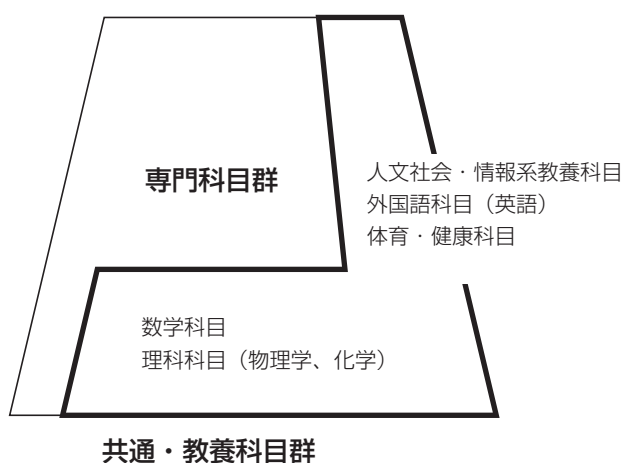 専門科目群
人文社会・情報系教養科目
外国語科目（英語）
体育・健康科目
数学科目
理科科目（物理学、化学）
共通・教養科目群